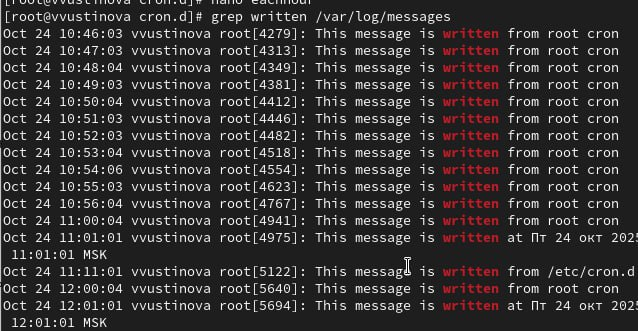 [root@vvustinova cron.d]# nano eachhour
[root@vvustinova cron.d]# grep written /var/log/messages
Oct 24 10:46:03 vvustinova root[4279]: This message is written from root cron
Oct 24 10:47:03 vvustinova root[4313]: This message is written from root cron
Oct 24 10:48:04 vvustinova root[4349]: This message is written from root cron
Oct 24 10:49:03 vvustinova root[4381]: This message is written from root cron
Oct 24 10:50:04 vvustinova root[4412]: This message is written from root cron
Oct 24 10:51:03 vvustinova root[4446]: This message is written from root cron
Oct 24 10:52:03 vvustinova root[4482]: This message is written from root cron
Oct 24 10:53:04 vvustinova root[4518]: This message is written from root cron
Oct 24 10:54:06 vvustinova root[4554]: This message is written from root cron
Oct 24 10:55:03 vvustinova root[4623]: This message is written from root cron
Oct 24 10:56:04 vvustinova root[4767]: This message is written from root cron
Oct 24 11:00:04 vvustinova root[4941]: This message is written from root cron
Oct 24 11:01:01 vvustinova root[4975]: This message is written at Пт 24 окт 2025
11:01:01 MSK
Oct 24 11:11:01 vvustinova root[5122]: This message is written from /etc/cron.d
Oct 24 12:00:04 vvustinova root[5640]: This message is written from root cron
Oct 24 12:01:01 vvustinova root[5694]: This message is written at Пт 24 окт 2025
12:01:01 MSK